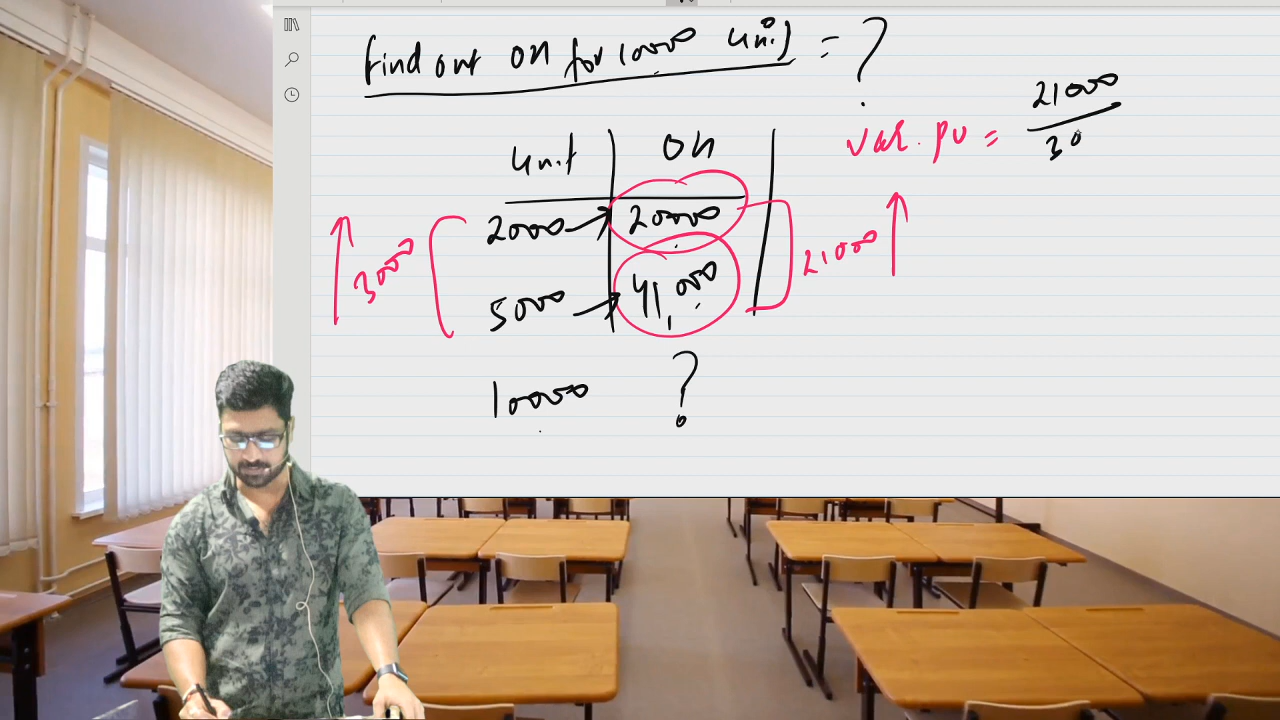 find out OH for 10000 unit = ?
var. pu = 21000
30
unit OH
2000 20000
3000 21000
5000 41,000
10000 ?